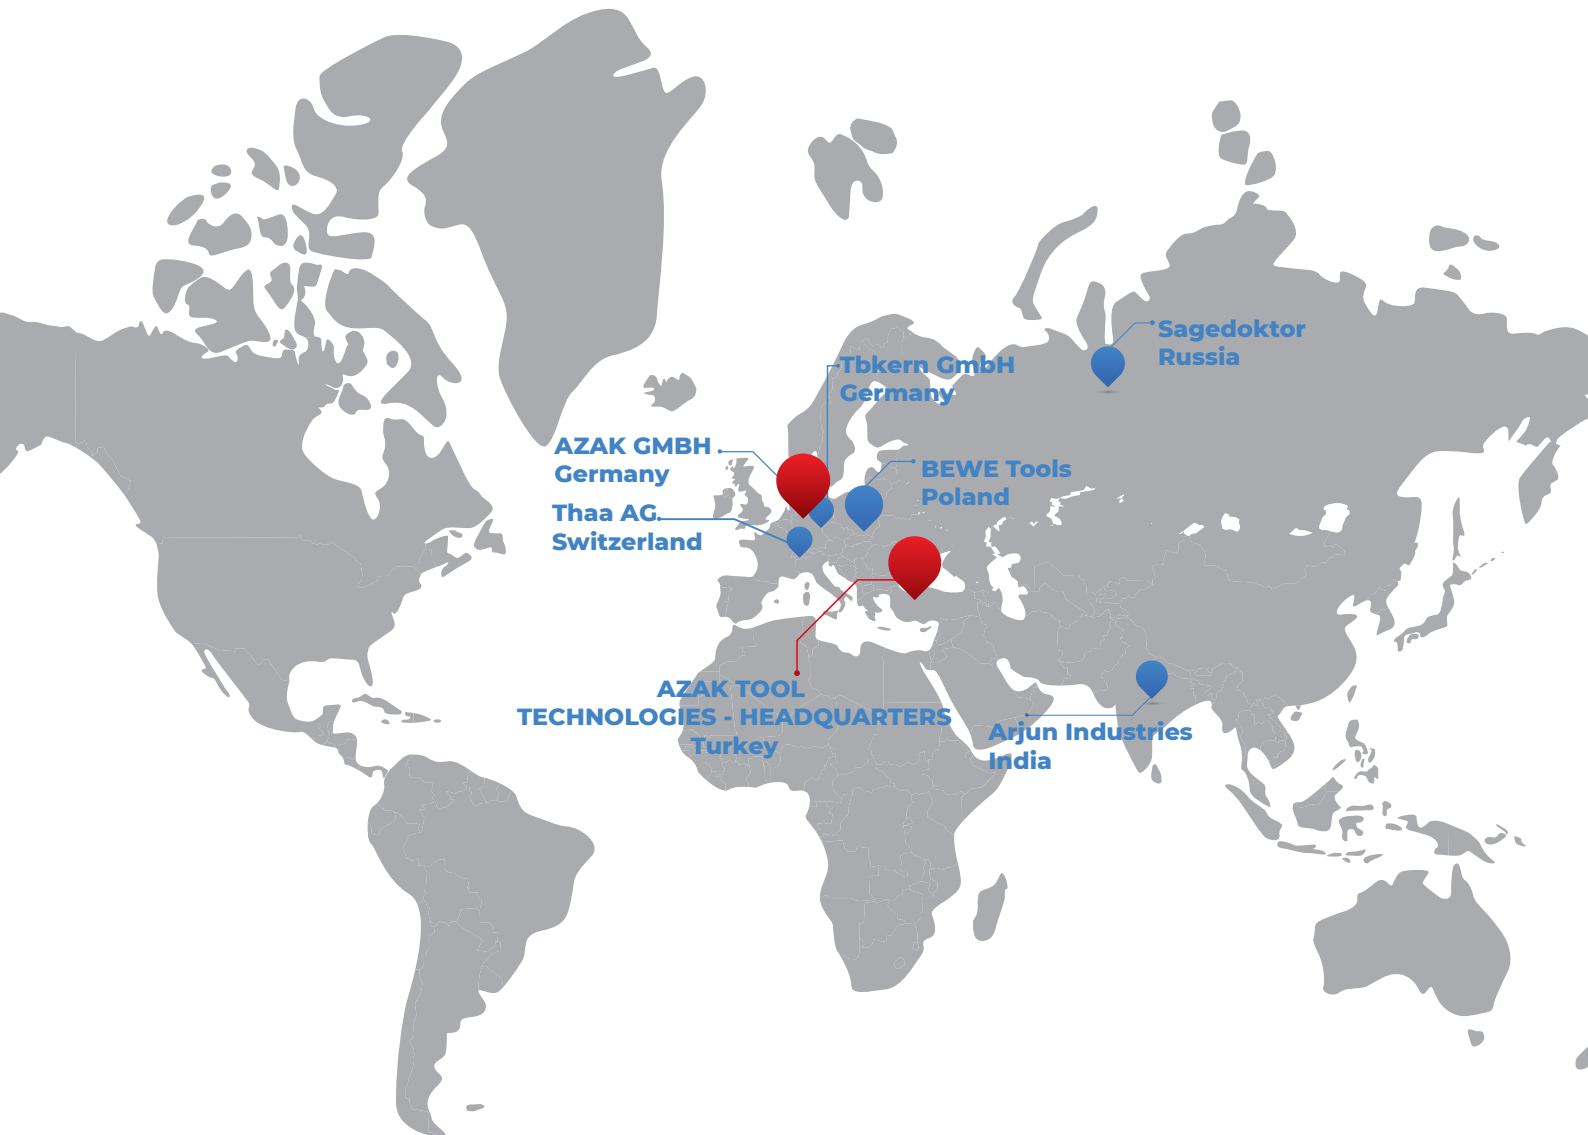 Sagedoktor
Russia
Tbkern GmbH
Germany
AZAK GMBH
Germany
BEWE Tools
Poland
Thaa AG
Switzerland
AZAK TOOL
TECHNOLOGIES - HEADQUARTERS
Turkey
Arjun Industries
India